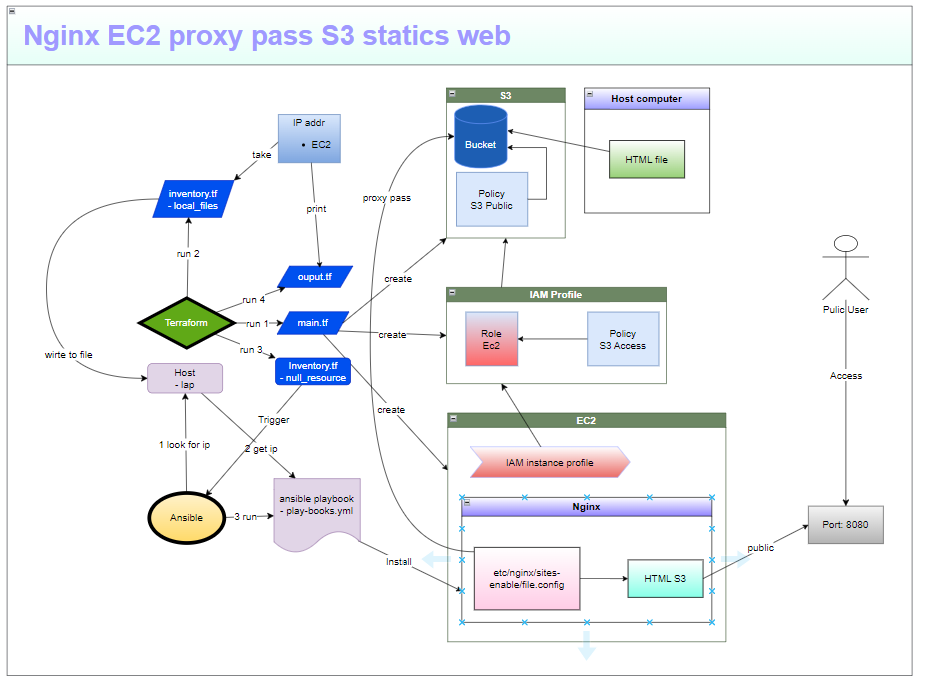 Nginx EC2 proxy pass S3 statics web
S3
Host computer
IP addr
• EC2
Bucket
HTML file
take
inventory.tf
- local_files
Policy
S3 Public
proxy pass
print
run 2
ouput.tf
create
run 4
IAM Profile
Terraform
run 1
main.tf
create
Role
Ec2
Policy
S3 Access
Pulic User
run 3
wirte to file
Inventory.tf
- null_resource
Host
- lap
Access
create
Trigger
EC2
1 look for ip
2 get ip
IAM instance profile
ansible playbook
- play-books.yml
Nginx
Ansible
3 run
Port: 8080
public
Install
etc/nginx/sites-
enable/file.config
HTML S3